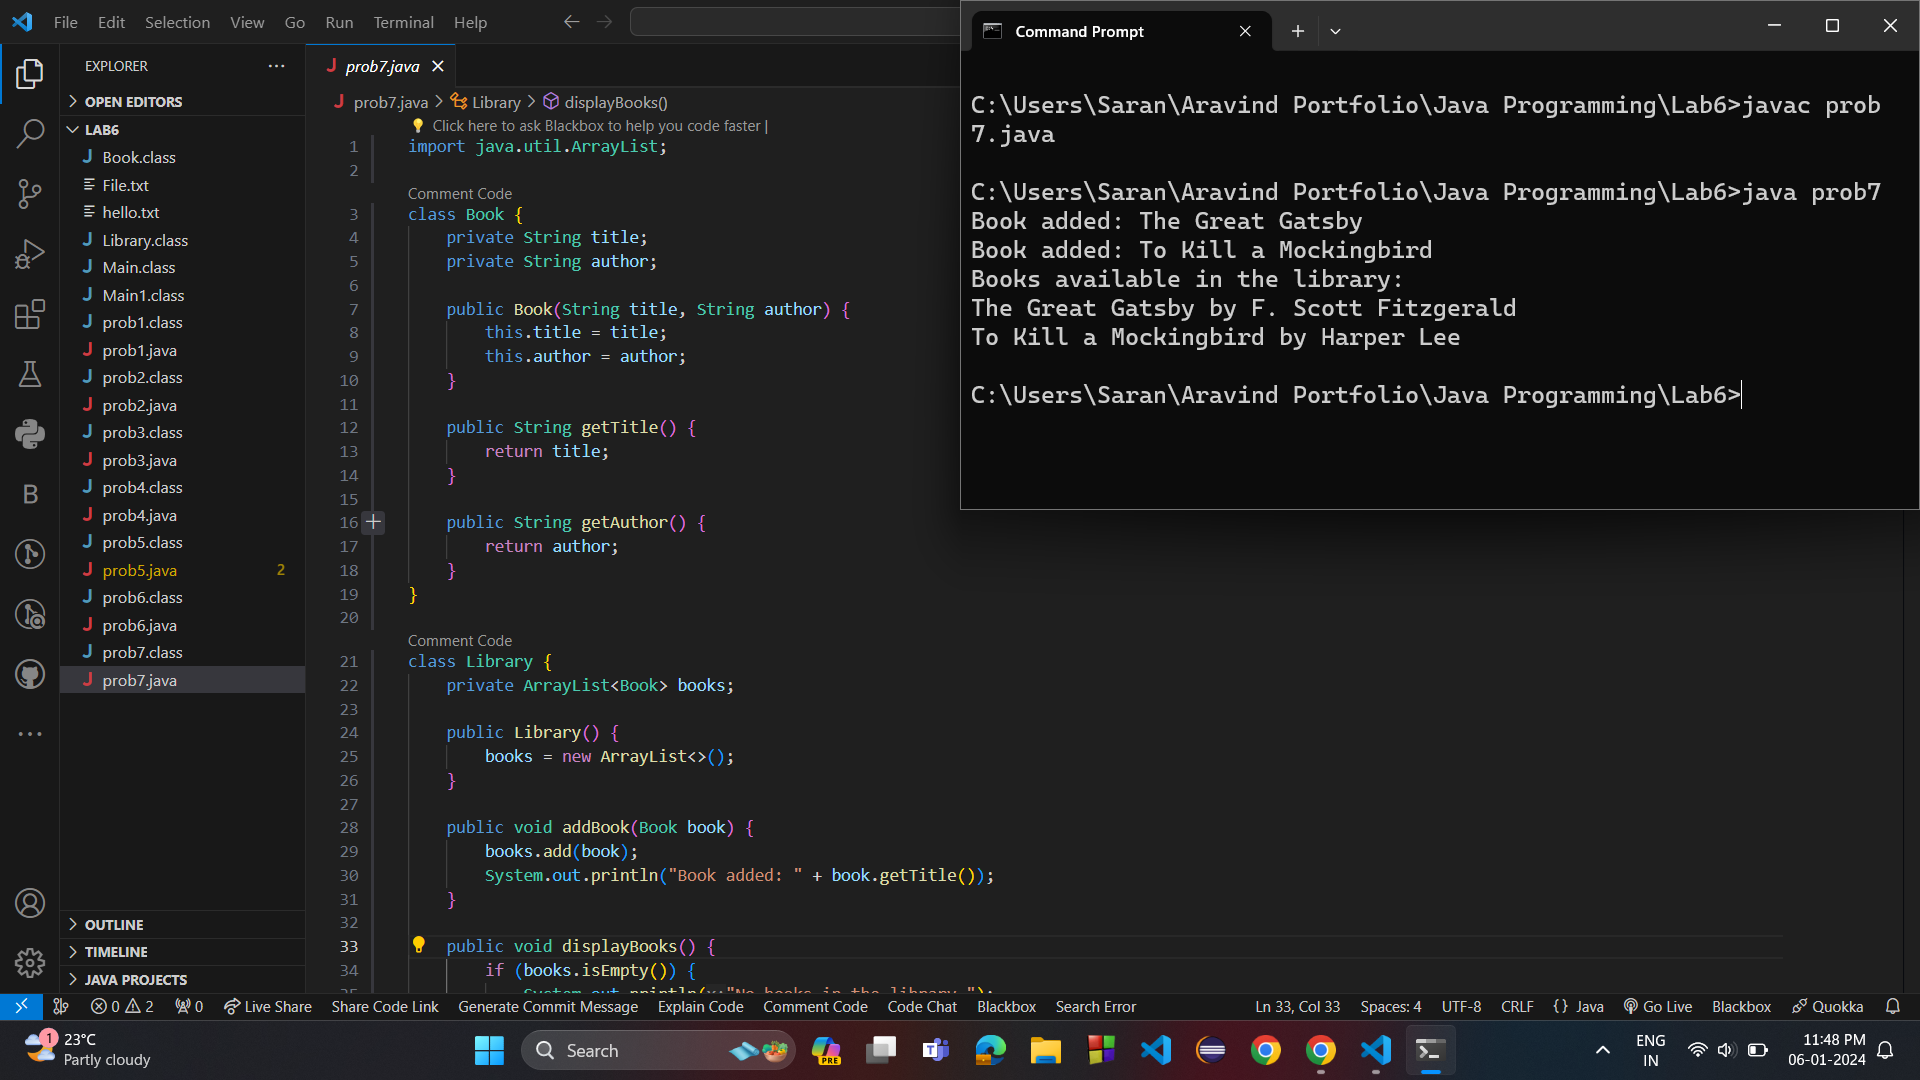 File Edit Selection View Go Run Terminal Help
EXPLORER
OPEN EDITORS
LAB6
Book.class
File.txt
hello.txt
Library.class
Main.class
Main1.class
prob1.class
prob1.java
prob2.class
prob2.java
prob3.class
prob3.java
prob4.class
prob4.java
prob5.class
prob5.java 2
prob6.class
prob6.java
prob7.class
prob7.java
OUTLINE
TIMELINE
JAVA PROJECTS
prob7.java
prob7.java > Library > displayBooks()
Click here to ask Blackbox to help you code faster |
1 import java.util.ArrayList;
2
Comment Code
3 class Book {
4 private String title;
5 private String author;
6
7 public Book(String title, String author) {
8 this.title = title;
9 this.author = author;
10 }
11
12 public String getTitle() {
13 return title;
14 }
15
16 public String getAuthor() {
17 return author;
18 }
19 }
20
Comment Code
21 class Library {
22 private ArrayList<Book> books;
23
24 public Library() {
25 books = new ArrayList<>();
26 }
27
28 public void addBook(Book book) {
29 books.add(book);
30 System.out.println("Book added: " + book.getTitle());
31 }
32
33 public void displayBooks() {
34 if (books.isEmpty()) {
35 System.out.println("No books in the library.");
Command Prompt
C:\Users\Saran\Aravind Portfolio\Java Programming\Lab6>javac prob
7.java
C:\Users\Saran\Aravind Portfolio\Java Programming\Lab6>java prob7
Book added: The Great Gatsby
Book added: To Kill a Mockingbird
Books available in the library:
The Great Gatsby by F. Scott Fitzgerald
To Kill a Mockingbird by Harper Lee
C:\Users\Saran\Aravind Portfolio\Java Programming\Lab6>
0 2 0 Live Share Share Code Link Generate Commit Message Explain Code Comment Code Code Chat Blackbox Search Error Ln 33, Col 33 Spaces: 4 UTF-8 CRLF {} Java Go Live Blackbox Quokka
1 23°C
Partly cloudy
Search
PRE
ENG
IN
11:48 PM
06-01-2024